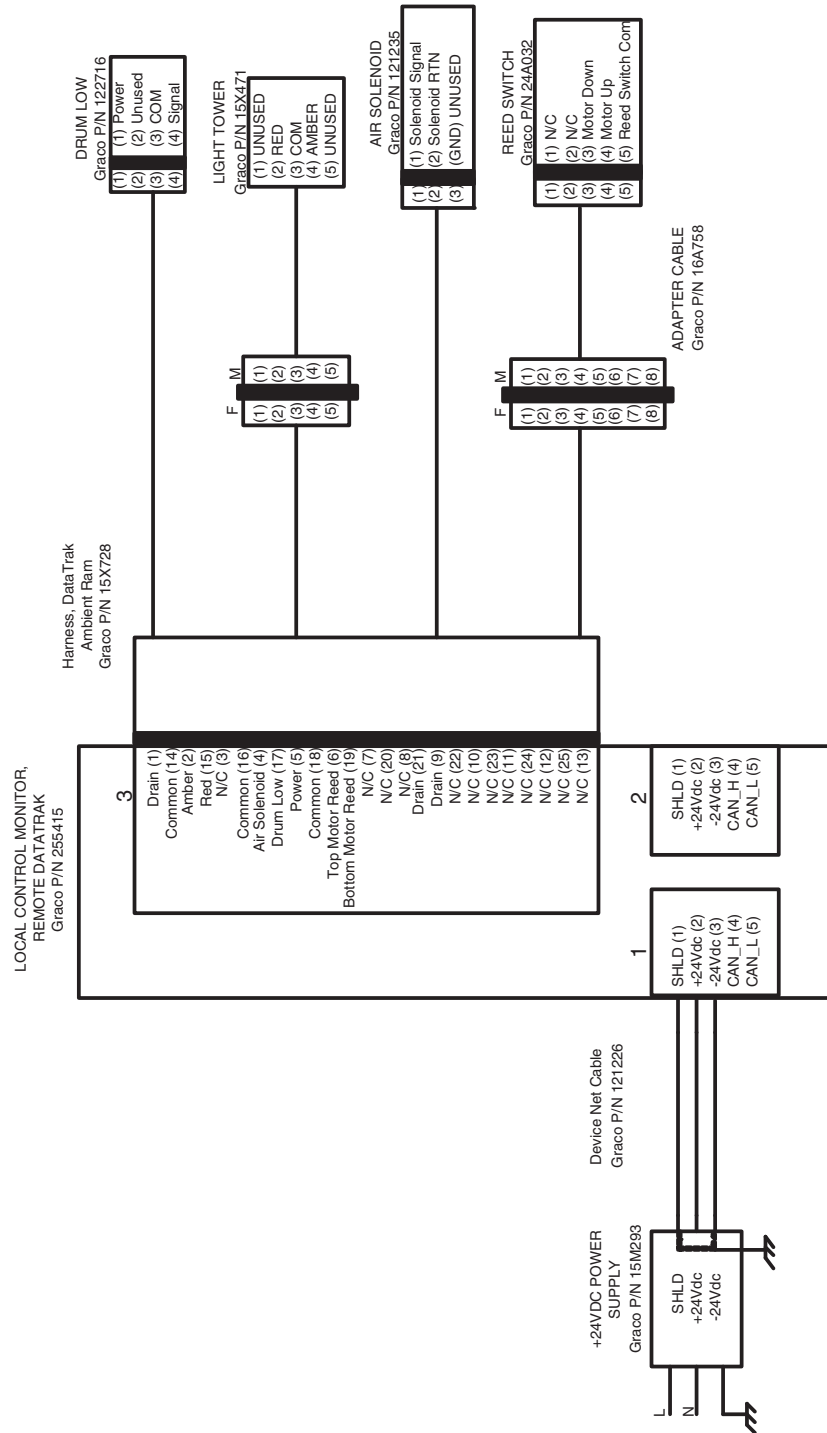 DRUM LOW
Graco P/N 122716
(1)
(2)
(3)
(4)
(1) Power
(2) Unused
(3) COM
(4) Signal
LIGHT TOWER
Graco P/N 15X471
(1) UNUSED
(2) RED
(3) COM
(4) AMBER
(5) UNUSED
AIR SOLENOID
Graco P/N 121235
(1)
(2)
(3)
(1) Solenoid Signal
(2) Solenoid RTN
(GND) UNUSED
REED SWITCH
Graco P/N 24A032
(1)
(2)
(3)
(4)
(5)
(1) N/C
(2) N/C
(3) Motor Down
(4) Motor Up
(5) Reed Switch Com
F
(1)
(2)
(3)
(4)
(5)
M
(1)
(2)
(3)
(4)
(5)
F
(1)
(2)
(3)
(4)
(5)
(6)
(7)
(8)
M
(1)
(2)
(3)
(4)
(5)
(6)
(7)
(8)
ADAPTER CABLE
Graco P/N 16A758
Harness, DataTrak
Ambient Ram
Graco P/N 15X728
LOCAL CONTROL MONITOR,
REMOTE DATATRAK
Graco P/N 255415
3
Drain (1)
Common (14)
Amber (2)
Red (15)
N/C (3)
Common (16)
Air Solenoid (4)
Drum Low (17)
Power (5)
Common (18)
Top Motor Reed (6)
Bottom Motor Reed (19)
N/C (7)
N/C (20)
N/C (8)
Drain (21)
Drain (9)
N/C (22)
N/C (10)
N/C (23)
N/C (11)
N/C (24)
N/C (12)
N/C (25)
N/C (13)
2
SHLD (1)
+24Vdc (2)
-24Vdc (3)
CAN_H (4)
CAN_L (5)
1
SHLD (1)
+24Vdc (2)
-24Vdc (3)
CAN_H (4)
CAN_L (5)
Device Net Cable
Graco P/N 121226
+24VDC POWER
SUPPLY
Graco P/N 15M293
SHLD
+24Vdc
-24Vdc
L
N